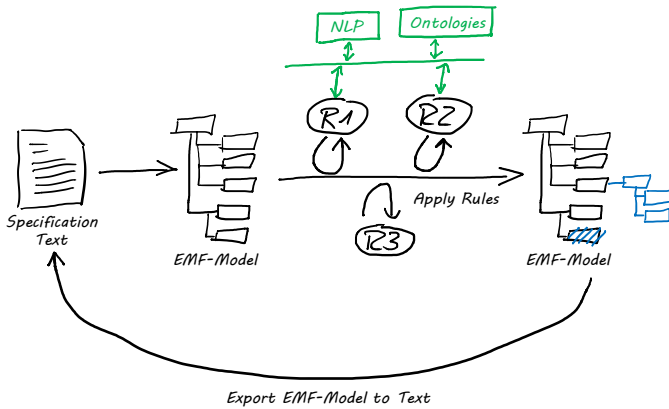 NLP
Ontologies
R1
R2
Specification
Text
Apply Rules
R3
EMF-Model
EMF-Model
Export EMF-Model to Text